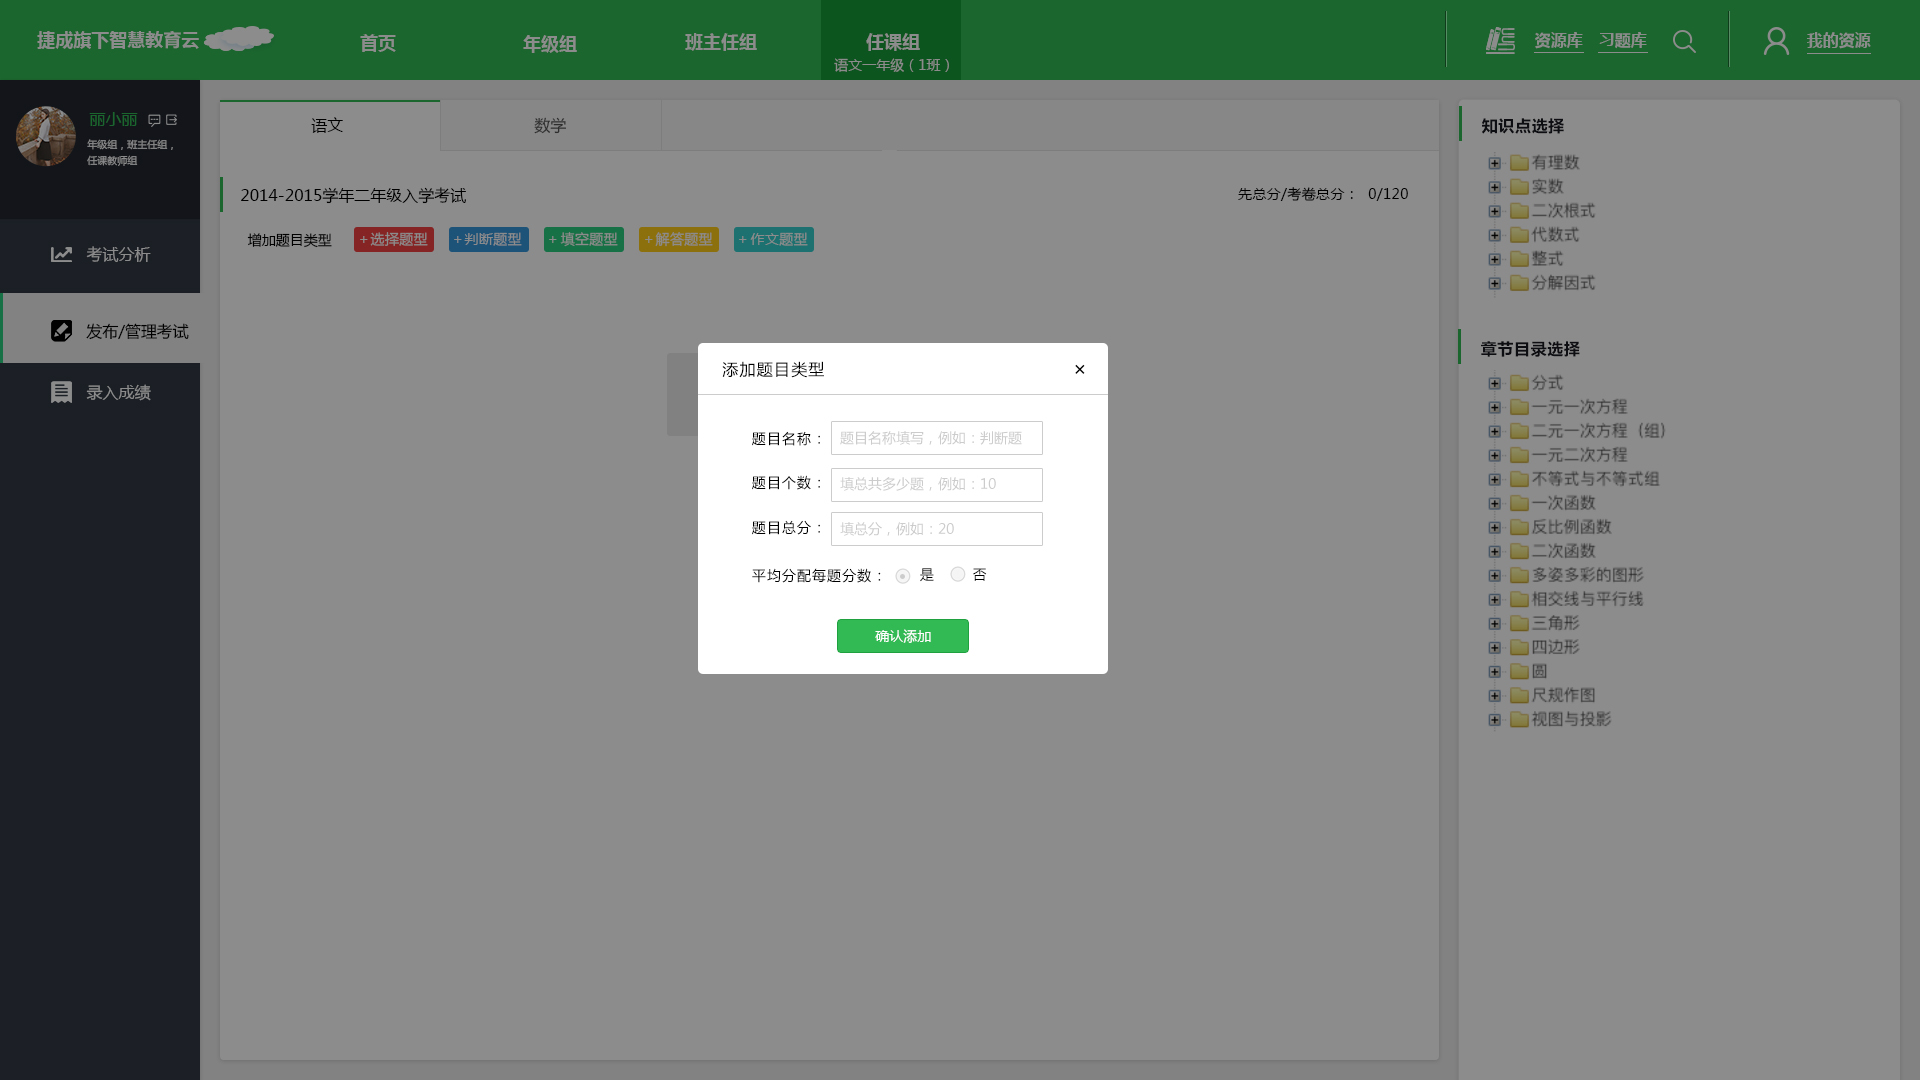 捷成旗下智慧教育云
首页
年级组
班主任组
任课组
语文一年级（1班）
资源库
习题库
我的资源
丽小丽
年级组，班主任组，
任课教师组
考试分析
发布/管理考试
录入成绩
语文
数学
2014-2015学年二年级入学考试
先总分/考卷总分： 0/120
增加题目类型
+ 选择题型
+ 判断题型
+ 填空题型
+ 解答题型
+ 作文题型
添加题目类型
×
题目名称：
题目名称填写，例如：判断题
题目个数：
填总共多少题，例如：10
题目总分：
填总分，例如：20
平均分配每题分数：
是
否
确认添加
知识点选择
有理数
实数
二次根式
代数式
整式
分解因式
章节目录选择
分式
一元一次方程
二元一次方程（组）
一元二次方程
不等式与不等式组
一次函数
反比例函数
二次函数
多姿多彩的图形
相交线与平行线
三角形
四边形
圆
尺规作图
视图与投影